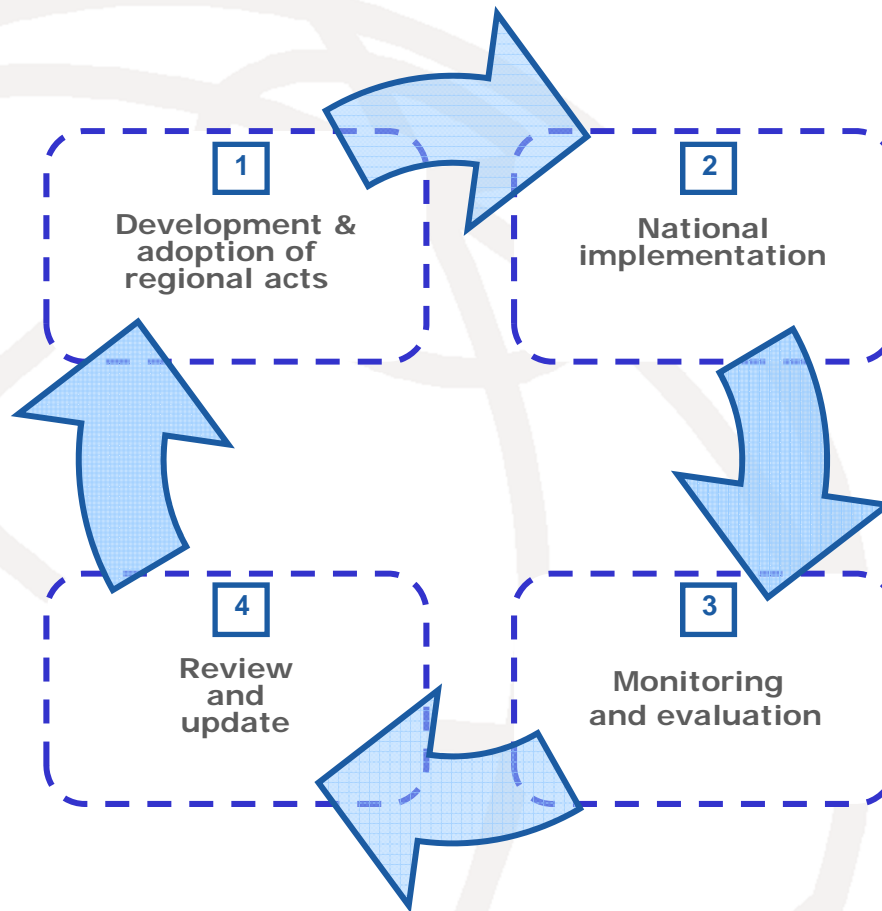 1
Development &
adoption of
regional acts
2
National
implementation
3
Monitoring
and evaluation
4
Review
and
update